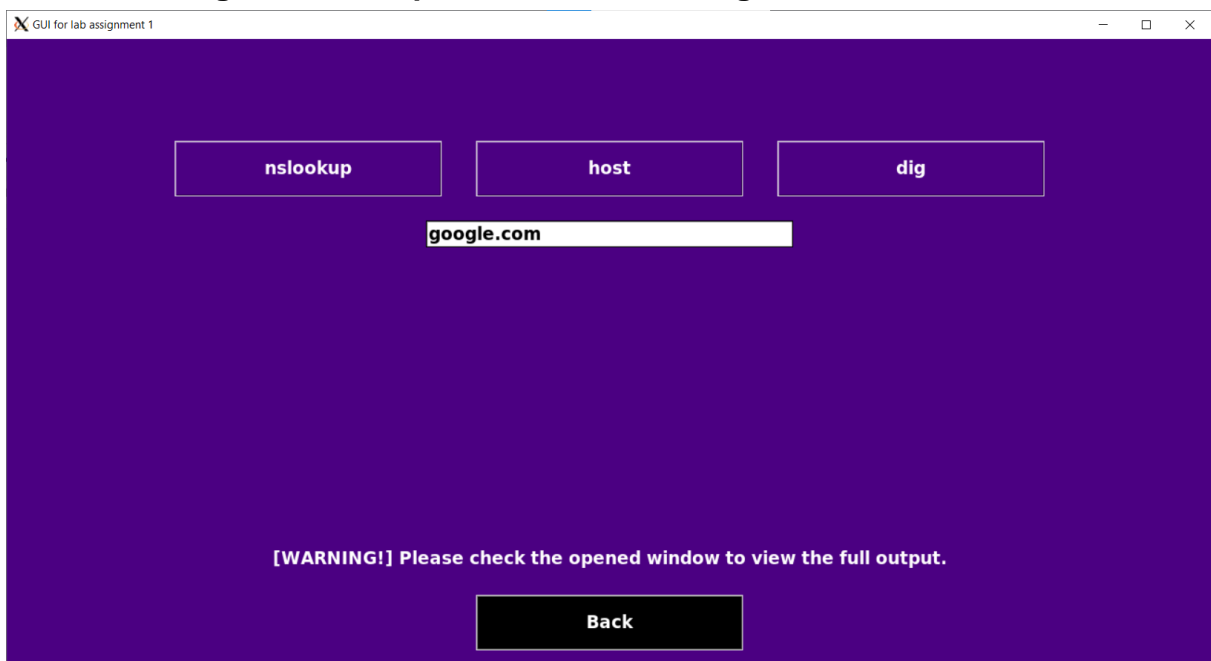 GUI for lab assignment 1
nslookup host dig
google.com
[WARNING!] Please check the opened window to view the full output.
Back